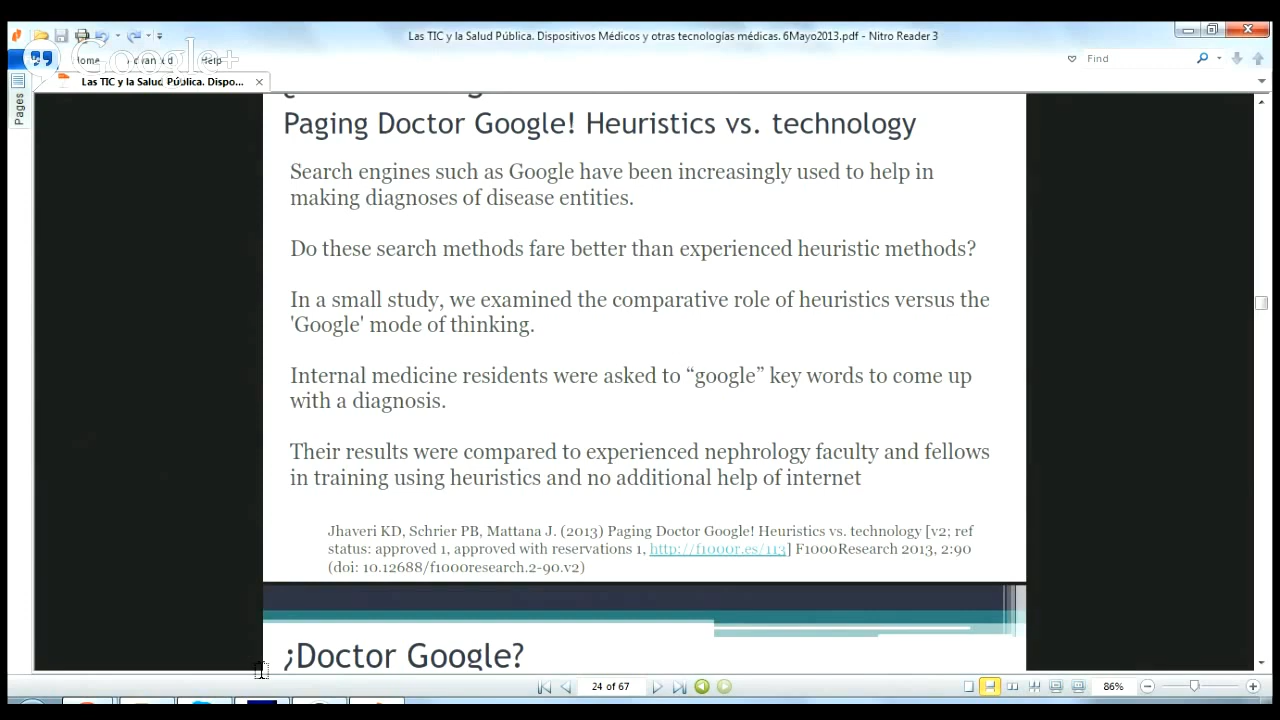 Las TIC y la Salud Pública. Dispositivos Médicos y otras tecnologías médicas. 6Mayo2013.pdf - Nitro Reader 3
Google+
Help
Find
Las TIC y la Salud Pública. Dispo...
Pages
Paging Doctor Google! Heuristics vs. technology
Search engines such as Google have been increasingly used to help in
making diagnoses of disease entities.
Do these search methods fare better than experienced heuristic methods?
In a small study, we examined the comparative role of heuristics versus the
'Google' mode of thinking.
Internal medicine residents were asked to “google” key words to come up
with a diagnosis.
Their results were compared to experienced nephrology faculty and fellows
in training using heuristics and no additional help of internet
Jhaveri KD, Schrier PB, Mattana J. (2013) Paging Doctor Google! Heuristics vs. technology [v2; ref
status: approved 1, approved with reservations 1, http://f1000r.es/113] F1000Research 2013, 2:90
(doi: 10.12688/f1000research.2-90.v2)
¿Doctor Google?
24 of 67
86%